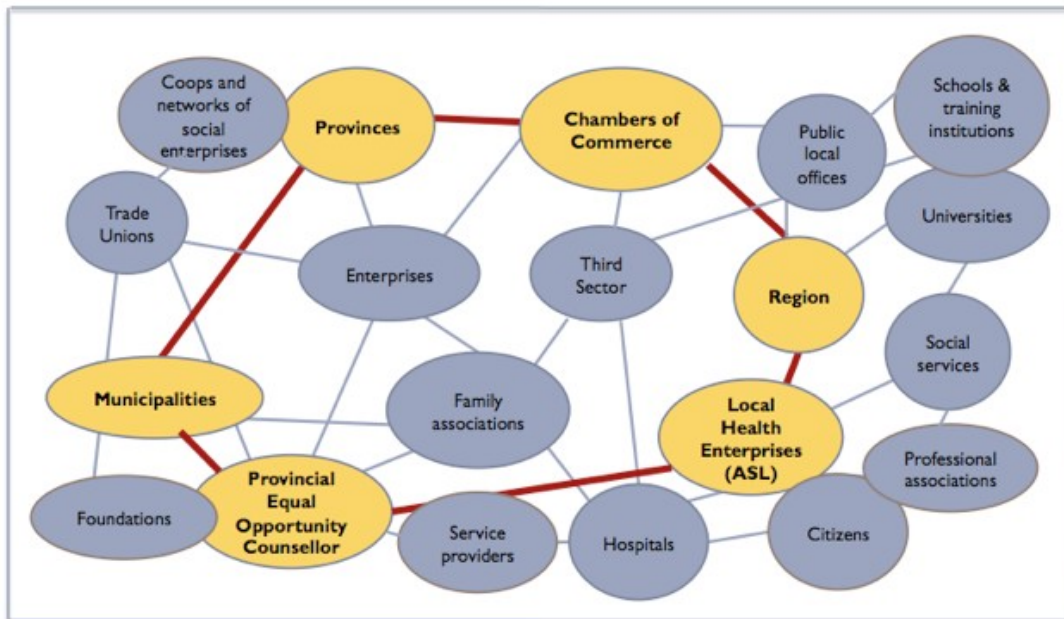 Coops and
networks of
social
enterprises
Provinces
Chambers of
Commerce
Public
local
offices
Schools &
training
institutions
Trade
Unions
Enterprises
Third
Sector
Region
Universities
Municipalities
Family
associations
Local
Health
Enterprises
(ASL)
Social
services
Foundations
Provincial
Equal
Opportunity
Counsellor
Service
providers
Hospitals
Citizens
Professional
associations